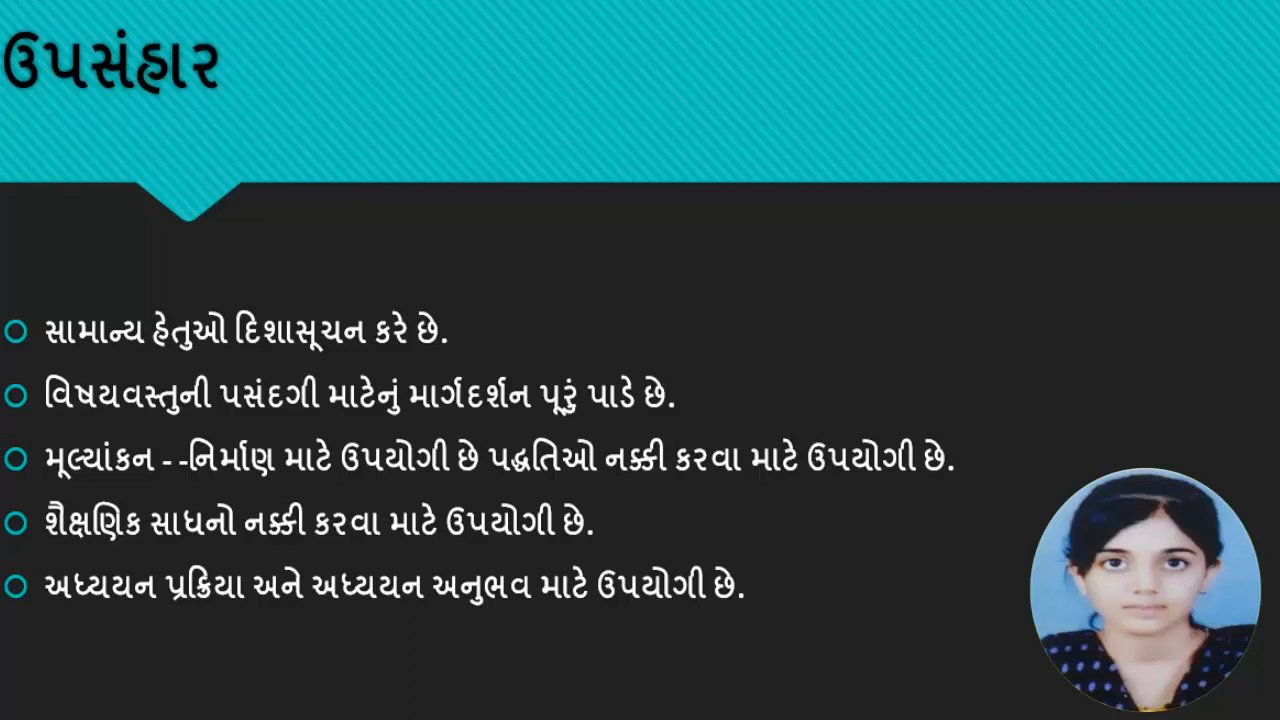 ઉપસંહાર
સામાન્ય હેતુઓ દિશાસૂચન કરે છે.
વિષયવસ્તુની પસંદગી માટેનું માર્ગદર્શન પૂરું પાડે છે.
મૂલ્યાંકન - -નિર્માણ માટે ઉપયોગી છે પદ્ધતિઓ નક્કી કરવા માટે ઉપયોગી છે.
શૈક્ષણિક સાધનો નક્કી કરવા માટે ઉપયોગી છે.
અધ્યયન પ્રક્રિયા અને અધ્યયન અનુભવ માટે ઉપયોગી છે.